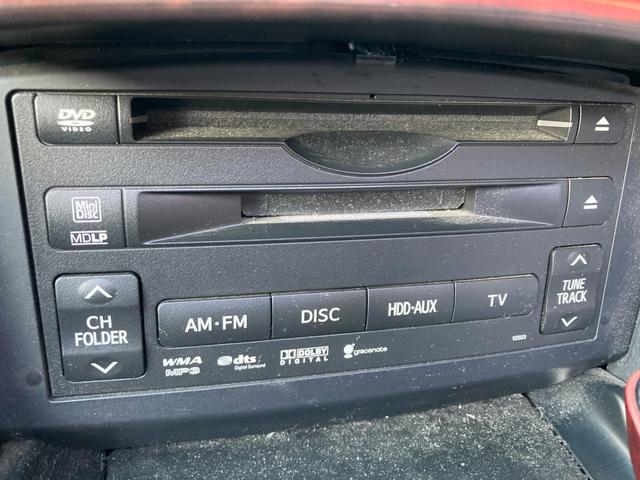 DVD
VIDEO
Mini
Disc
MDLP
CH
FOLDER
AM・FM
DISC
HDD・AUX
TV
TUNE
TRACK
10503
WMA
MP3
dts
Digital Surround
DOLBY
DIGITAL
gracenote